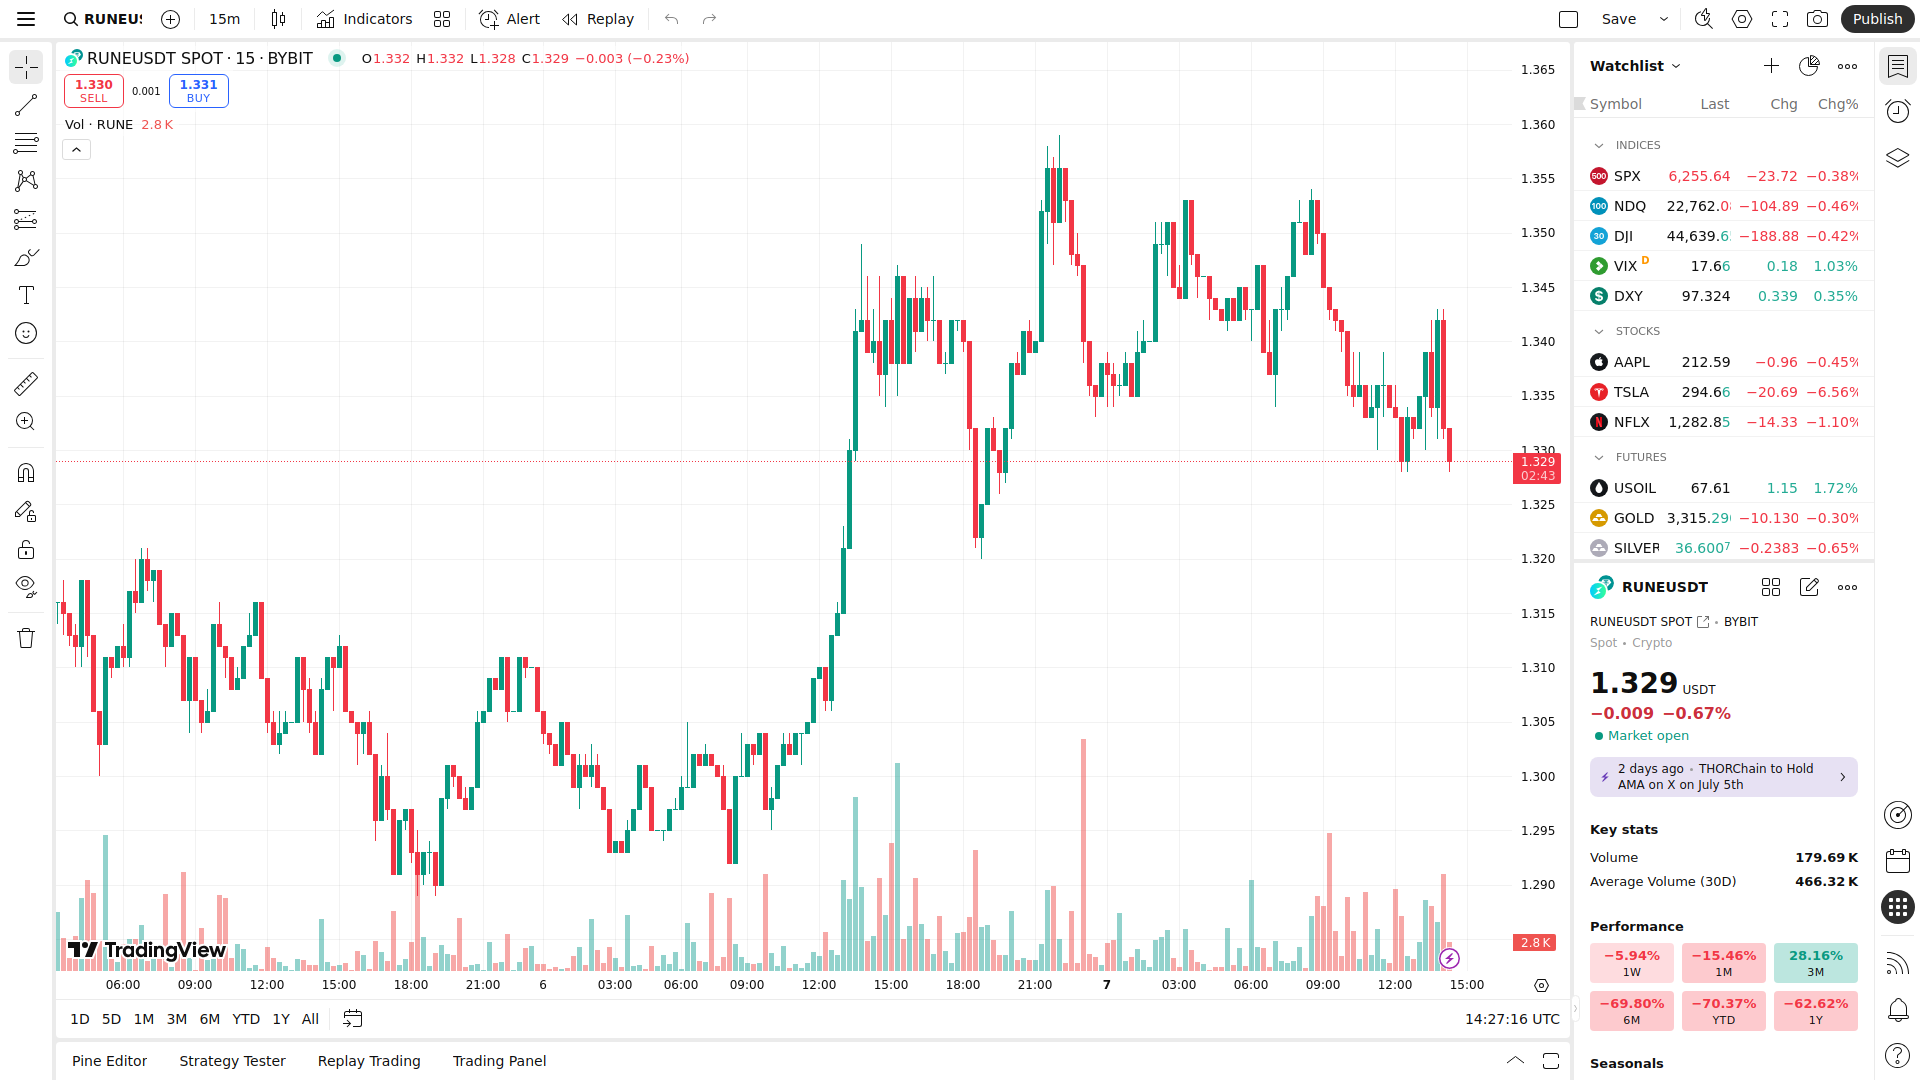 RUNEUS
15m
Indicators
Alert
Replay
Save
Publish
RUNEUSDT SPOT · 15 · BYBIT
O1.332 H1.332 L1.328 C1.329 −0.003 (−0.23%)
1.330
SELL
0.001
1.331
BUY
Vol · RUNE 2.8 K
1.365
1.360
1.355
1.350
1.345
1.340
1.335
1.330
1.329
02:43
1.325
1.320
1.315
1.310
1.305
1.300
1.295
1.290
2.8 K
TradingView
06:00 09:00 12:00 15:00 18:00 21:00 6 03:00 06:00 09:00 12:00 15:00 18:00 21:00 7 03:00 06:00 09:00 12:00 15:00
1D 5D 1M 3M 6M YTD 1Y All
14:27:16 UTC
Pine Editor Strategy Tester Replay Trading Trading Panel
Watchlist
Symbol Last Chg Chg%
INDICES
500 SPX 6,255.64 −23.72 −0.38%
100 NDQ 22,762.0 −104.89 −0.46%
30 DJI 44,639.6 −188.88 −0.42%
VIX D 17.66 0.18 1.03%
DXY 97.324 0.339 0.35%
STOCKS
AAPL 212.59 −0.96 −0.45%
TSLA 294.66 −20.69 −6.56%
NFLX 1,282.85 −14.33 −1.10%
FUTURES
USOIL 67.61 1.15 1.72%
GOLD 3,315.29 −10.130 −0.30%
SILVER 36.6007 −0.2383 −0.65%
RUNEUSDT
RUNEUSDT SPOT • BYBIT
Spot • Crypto
1.329 USDT
−0.009 −0.67%
Market open
2 days ago • THORChain to Hold
AMA on X on July 5th
Key stats
Volume 179.69 K
Average Volume (30D) 466.32 K
Performance
−5.94% −15.46% 28.16%
1W 1M 3M
−69.80% −70.37% −62.62%
6M YTD 1Y
Seasonals